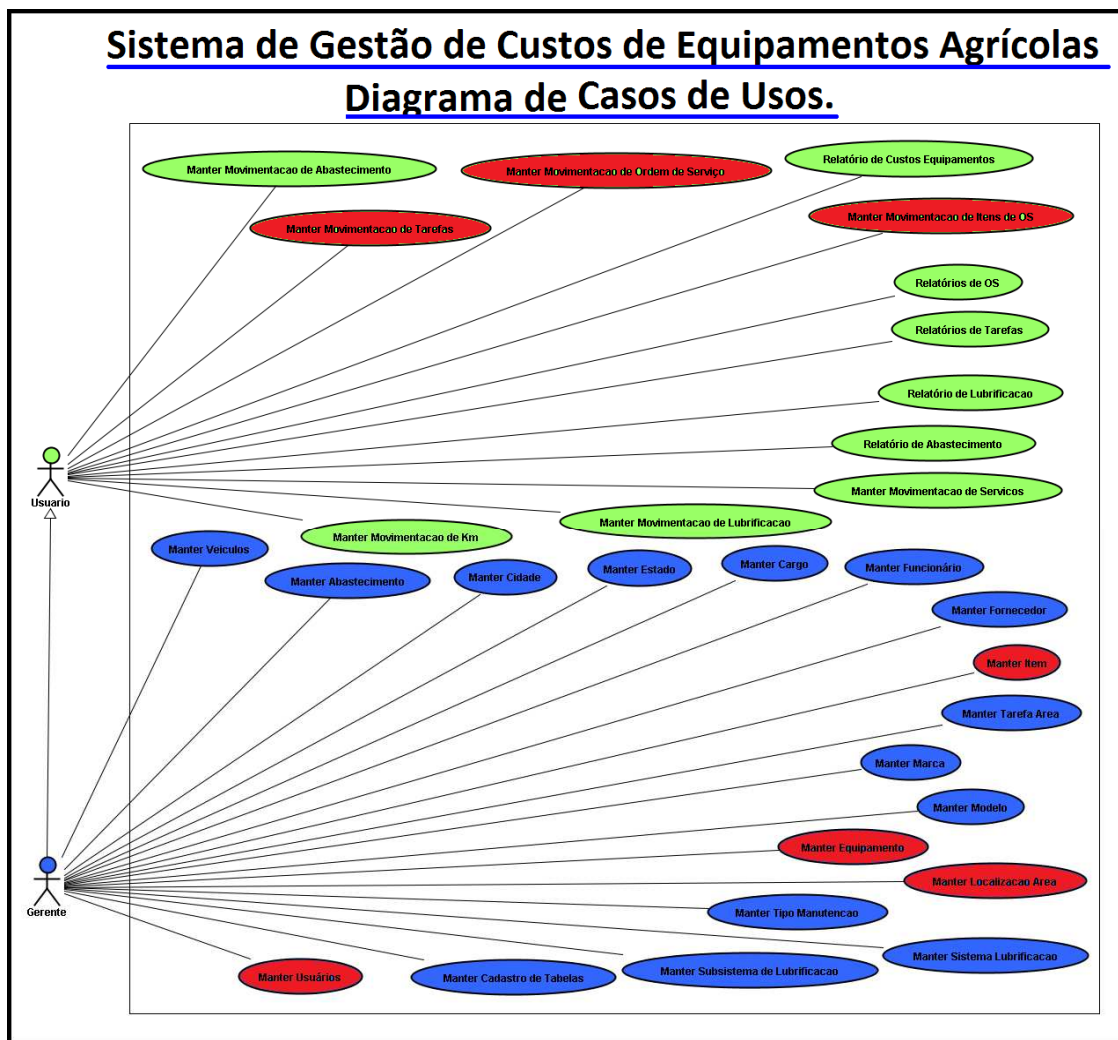 Sistema de Gestão de Custos de Equipamentos Agrícolas
Diagrama de Casos de Usos.
Manter Movimentacao de Abastecimento
Manter Movimentacao de Ordem de Serviço
Relatório de Custos Equipamentos
Manter Movimentacao de Tarefas
Manter Movimentacao de Itens de OS
Relatórios de OS
Relatórios de Tarefas
Relatório de Lubrificacao
Relatório de Abastecimento
Manter Movimentacao de Servicos
Usuario
Manter Movimentacao de Lubrificacao
Manter Movimentacao de Km
Manter Veículos
Manter Abastecimento
Manter Cidade
Manter Estado
Manter Cargo
Manter Funcionário
Manter Fornecedor
Manter Item
Manter Tarefa Area
Manter Marca
Manter Modelo
Manter Equipamento
Manter Localizacao Area
Gerente
Manter Tipo Manutencao
Manter Sistema Lubrificacao
Manter Subsistema de Lubrificacao
Manter Cadastro de Tabelas
Manter Usuários